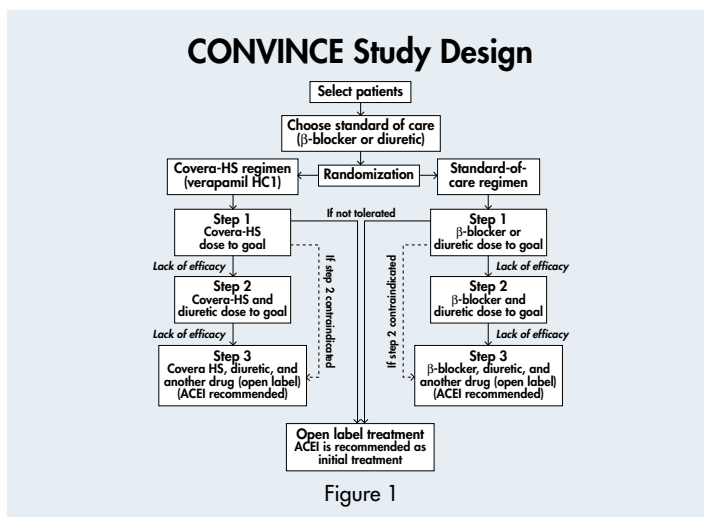 CONVINCE Study Design
Select patients
Choose standard of care
(β-blocker or diuretic)
Covera-HS regimen
(verapamil HC1)
Randomization
Standard-of-
care regimen
Step 1
Covera-HS
dose to goal
If not tolerated
Step 1
β-blocker or
diuretic dose to goal
Lack of efficacy
If step 2 contraindicated
If step 2 contraindicated
Lack of efficacy
Step 2
Covera-HS and
diuretic dose to goal
Step 2
β-blocker and
diuretic dose to goal
Lack of efficacy
Lack of efficacy
Step 3
Covera HS, diuretic, and
another drug (open label)
(ACEI recommended)
Step 3
β-blocker, diuretic, and
another drug (open label)
(ACEI recommended)
Open label treatment
ACEI is recommended as
initial treatment
Figure 1